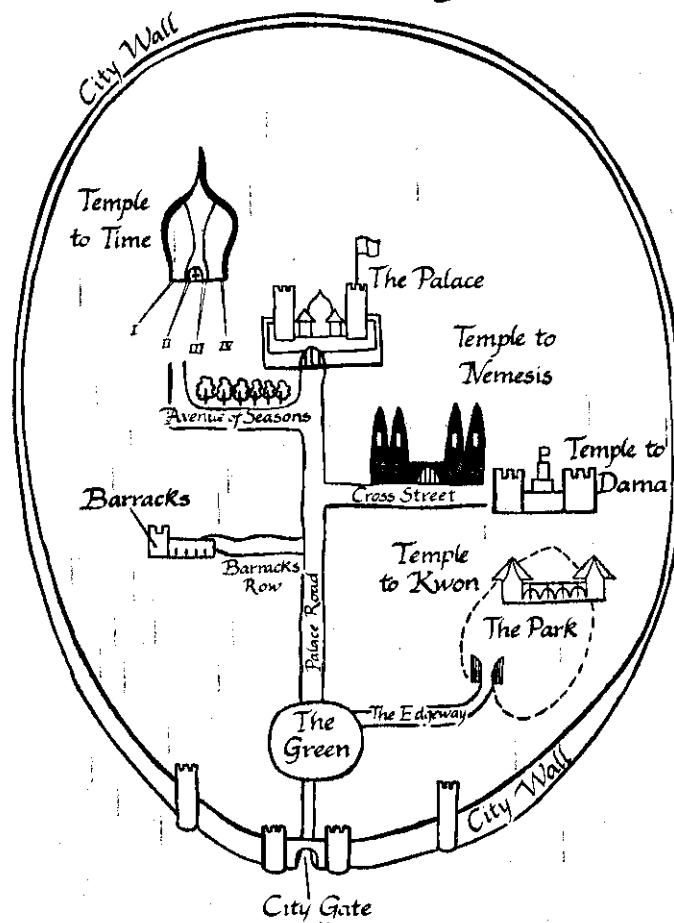 City Wall
Temple
to Time
I
II
III
IV
The Palace
Temple to
Nemesis
Avenue of Seasons
Temple to
Dama
Cross Street
Barracks
Barracks
Row
Temple
to Kwon
Palace Road
The Park
The
Green
The Edgeway
City Wall
City Gate